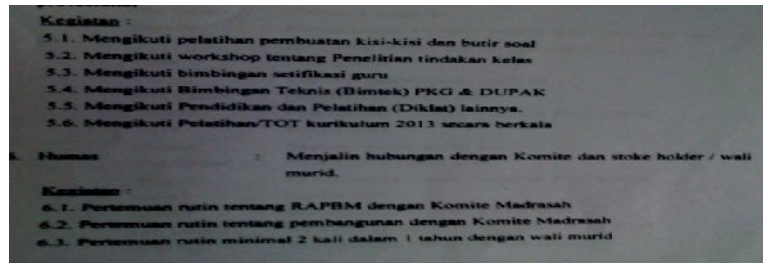 Kegiatan :
5.1. Mengikuti pelatihan pembuatan kisi-kisi dan butir soal
5.2. Mengikuti workshop tentang Penelitian tindakan kelas
5.3. Mengikuti bimbingan setifikasi guru
5.4. Mengikuti Bimbingan Teknis (Bimtek) PKG & DUPAK
5.5. Mengikuti Pendidikan dan Pelatihan (Diklat) lainnya.
5.6. Mengikuti Pelatihan/TOT kurikulum 2013 secara berkala
Humas : Menjalin hubungan dengan Komite dan stoke holder / wali
murid.
Kegiatan :
6.1. Pertemuan rutin tentang RAPBM dengan Komite Madrasah
6.2. Pertemuan rutin tentang pembangunan dengan Komite Madrasah
6.3. Pertemuan rutin minimal 2 kali dalam 1 tahun dengan wali murid